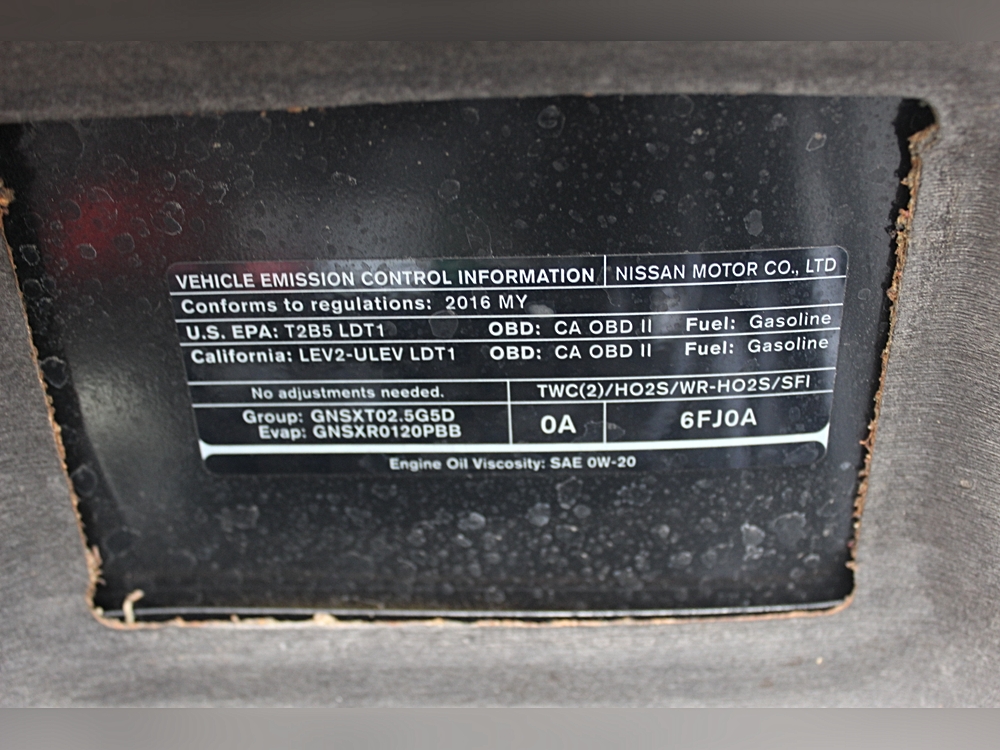 VEHICLE EMISSION CONTROL INFORMATION NISSAN MOTOR CO., LTD
Conforms to regulations: 2016 MY
U.S. EPA: T2B5 LDT1 OBD: CA OBD II Fuel: Gasoline
California: LEV2-ULEV LDT1 OBD: CA OBD II Fuel: Gasoline
No adjustments needed. TWC(2)/HO2S/WR-HO2S/SFI
Group: GNSXT02.5G5D
Evap: GNSXR0120PBB
0A 6FJ0A
Engine Oil Viscosity: SAE 0W-20